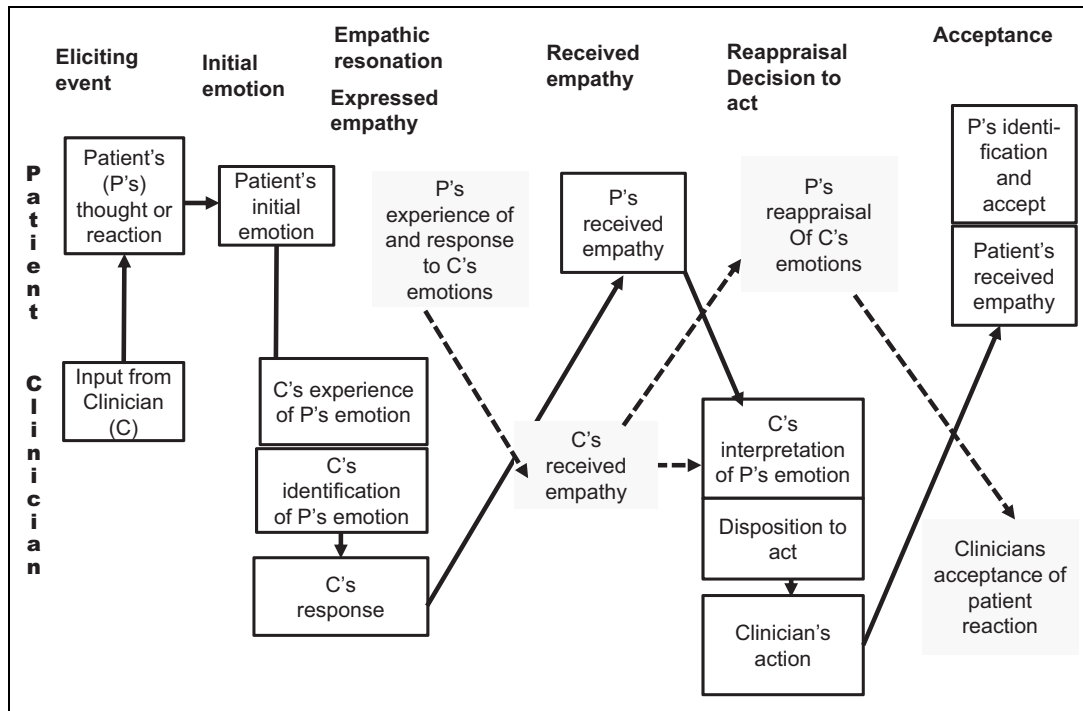 Eliciting
event
Initial
emotion
Empathic
resonation
Expressed
empathy
Received
empathy
Reappraisal
Decision to
act
Acceptance
Patient
Patient's
(P's)
thought or
reaction
Patient's
initial
emotion
P's
experience of
and response
to C's
emotions
P's
received
empathy
P's
reappraisal
Of C's
emotions
P's identi-
fication
and
accept
Patient's
received
empathy
Clinician
Input from
Clinician
(C)
C's experience
of P's emotion
C's
identification
of P's emotion
C's
response
C's
received
empathy
C's
interpretation
of P's emotion
Disposition to
act
Clinician's
action
Clinicians
acceptance of
patient
reaction